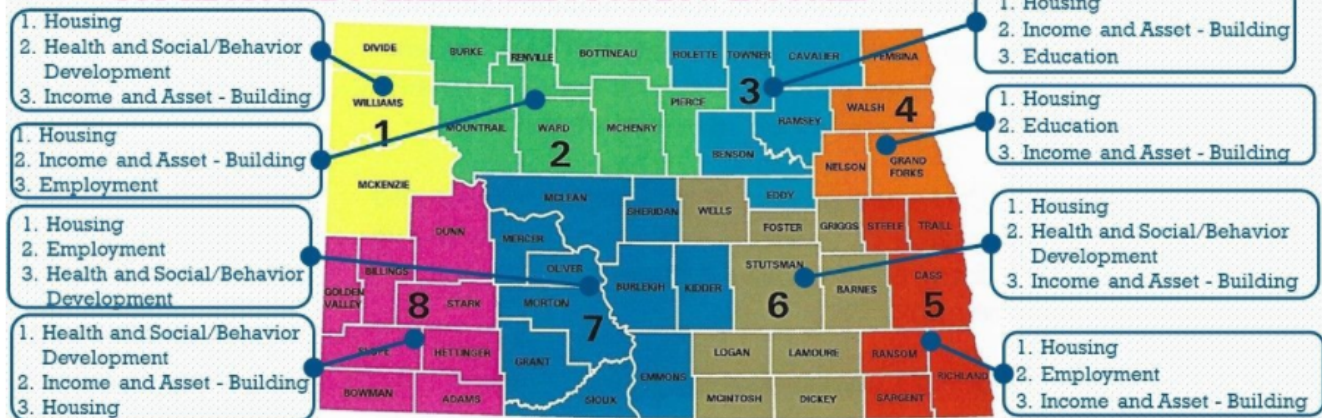 1. Housing
2. Health and Social/Behavior
Development
3. Income and Asset - Building
1. Housing
2. Income and Asset - Building
3. Employment
1. Housing
2. Employment
3. Health and Social/Behavior
Development
1. Health and Social/Behavior
Development
2. Income and Asset - Building
3. Housing
DIVIDE
BURKE
RENVILLE
BOTTINEAU
ROLETTE
TOWNER
CAVALIER
PEMBINA
WILLIAMS
1
MOUNTRAIL
WARD
2
MCHENRY
PIERCE
3
RAMSEY
WALSH
4
BENSON
NELSON
GRAND
FORKS
MCKENZIE
MCLEAN
SHERIDAN
WELLS
EDDY
FOSTER
GRIGGS
STEELE
TRAILL
DUNN
MERCER
OLIVER
BILLINGS
GOLDEN
VALLEY
8
STARK
MORTON
7
BURLEIGH
KIDDER
STUTSMAN
6
BARNES
CASS
5
SLOPE
HETTINGER
GRANT
EMMONS
LOGAN
LAMOURE
RANSOM
RICHLAND
BOWMAN
ADAMS
SIOUX
MCINTOSH
DICKEY
SARGENT
1. Housing
2. Income and Asset - Building
3. Education
1. Housing
2. Education
3. Income and Asset - Building
1. Housing
2. Health and Social/Behavior
Development
3. Income and Asset - Building
1. Housing
2. Employment
3. Income and Asset - Building